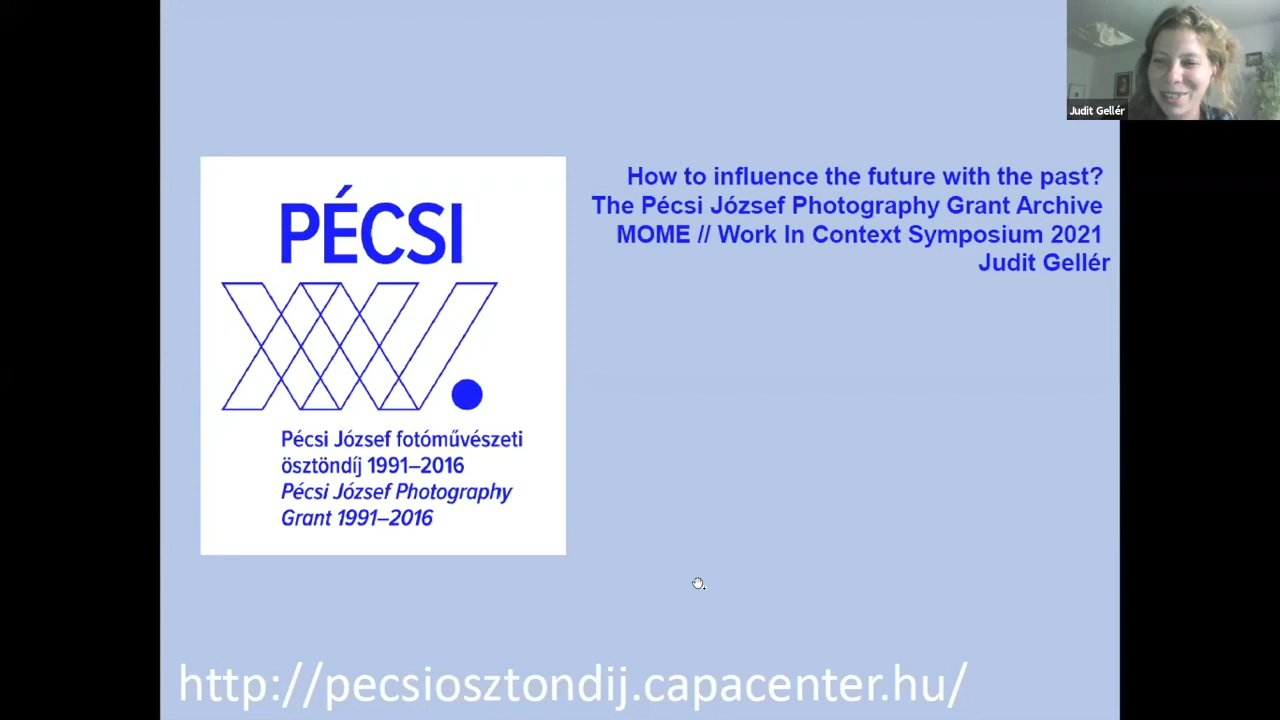 Judit Gellér
How to influence the future with the past?
The Pécsi József Photography Grant Archive
MOME // Work In Context Symposium 2021
Judit Gellér
PÉCSI
XXV.
Pécsi József fotóművészeti
ösztöndíj 1991–2016
Pécsi József Photography
Grant 1991–2016
http://pecsiosztondij.capacenter.hu/